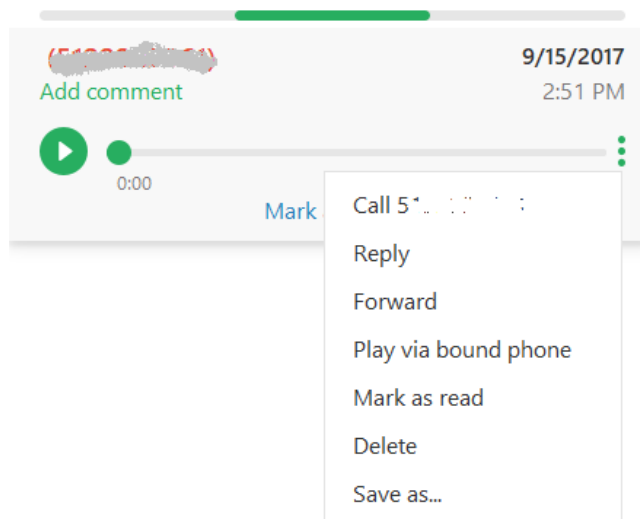 9/15/2017
Add comment
2:51 PM
0:00
Mark
Call
Reply
Forward
Play via bound phone
Mark as read
Delete
Save as...